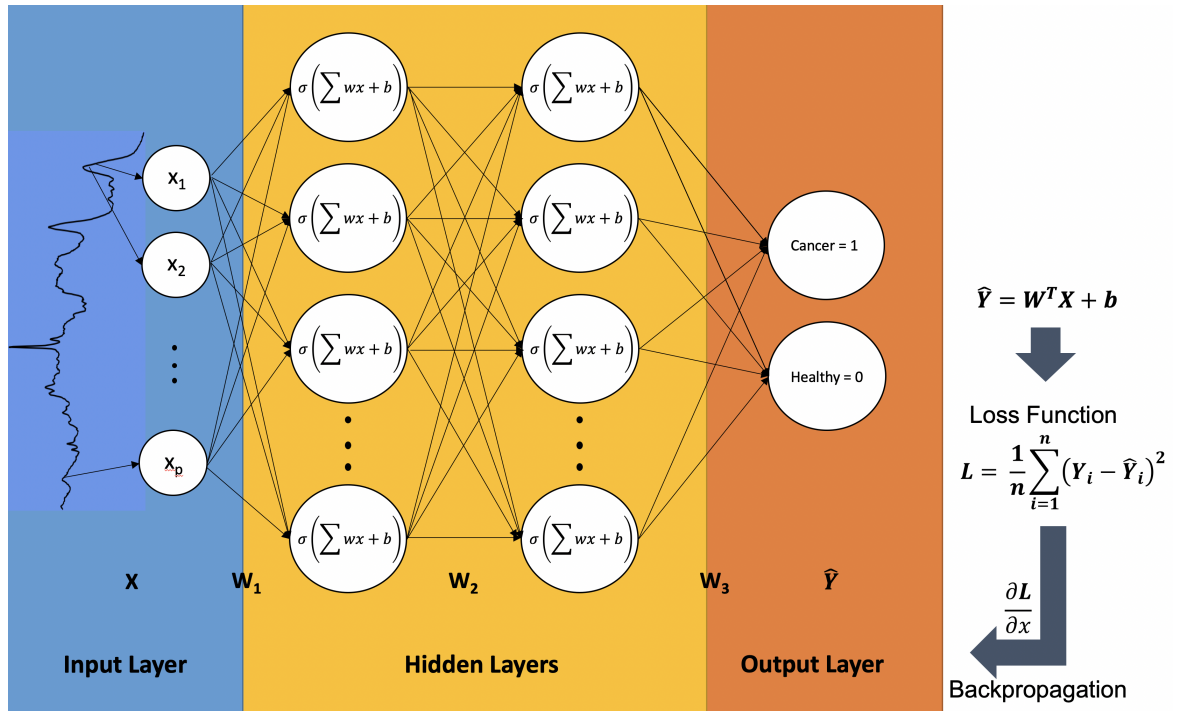 X₁
X₂
Xₚ
σ(∑wx + b)
σ(∑wx + b)
σ(∑wx + b)
σ(∑wx + b)
σ(∑wx + b)
σ(∑wx + b)
σ(∑wx + b)
σ(∑wx + b)
Cancer = 1
Healthy = 0
X W₁ W₂ W₃ Ŷ
Input Layer Hidden Layers Output Layer
Ŷ = WᵀX + b
Loss Function
L = 1/n ∑ᵢ₌₁ⁿ (Yᵢ − Ŷᵢ)²
∂L/∂x
Backpropagation